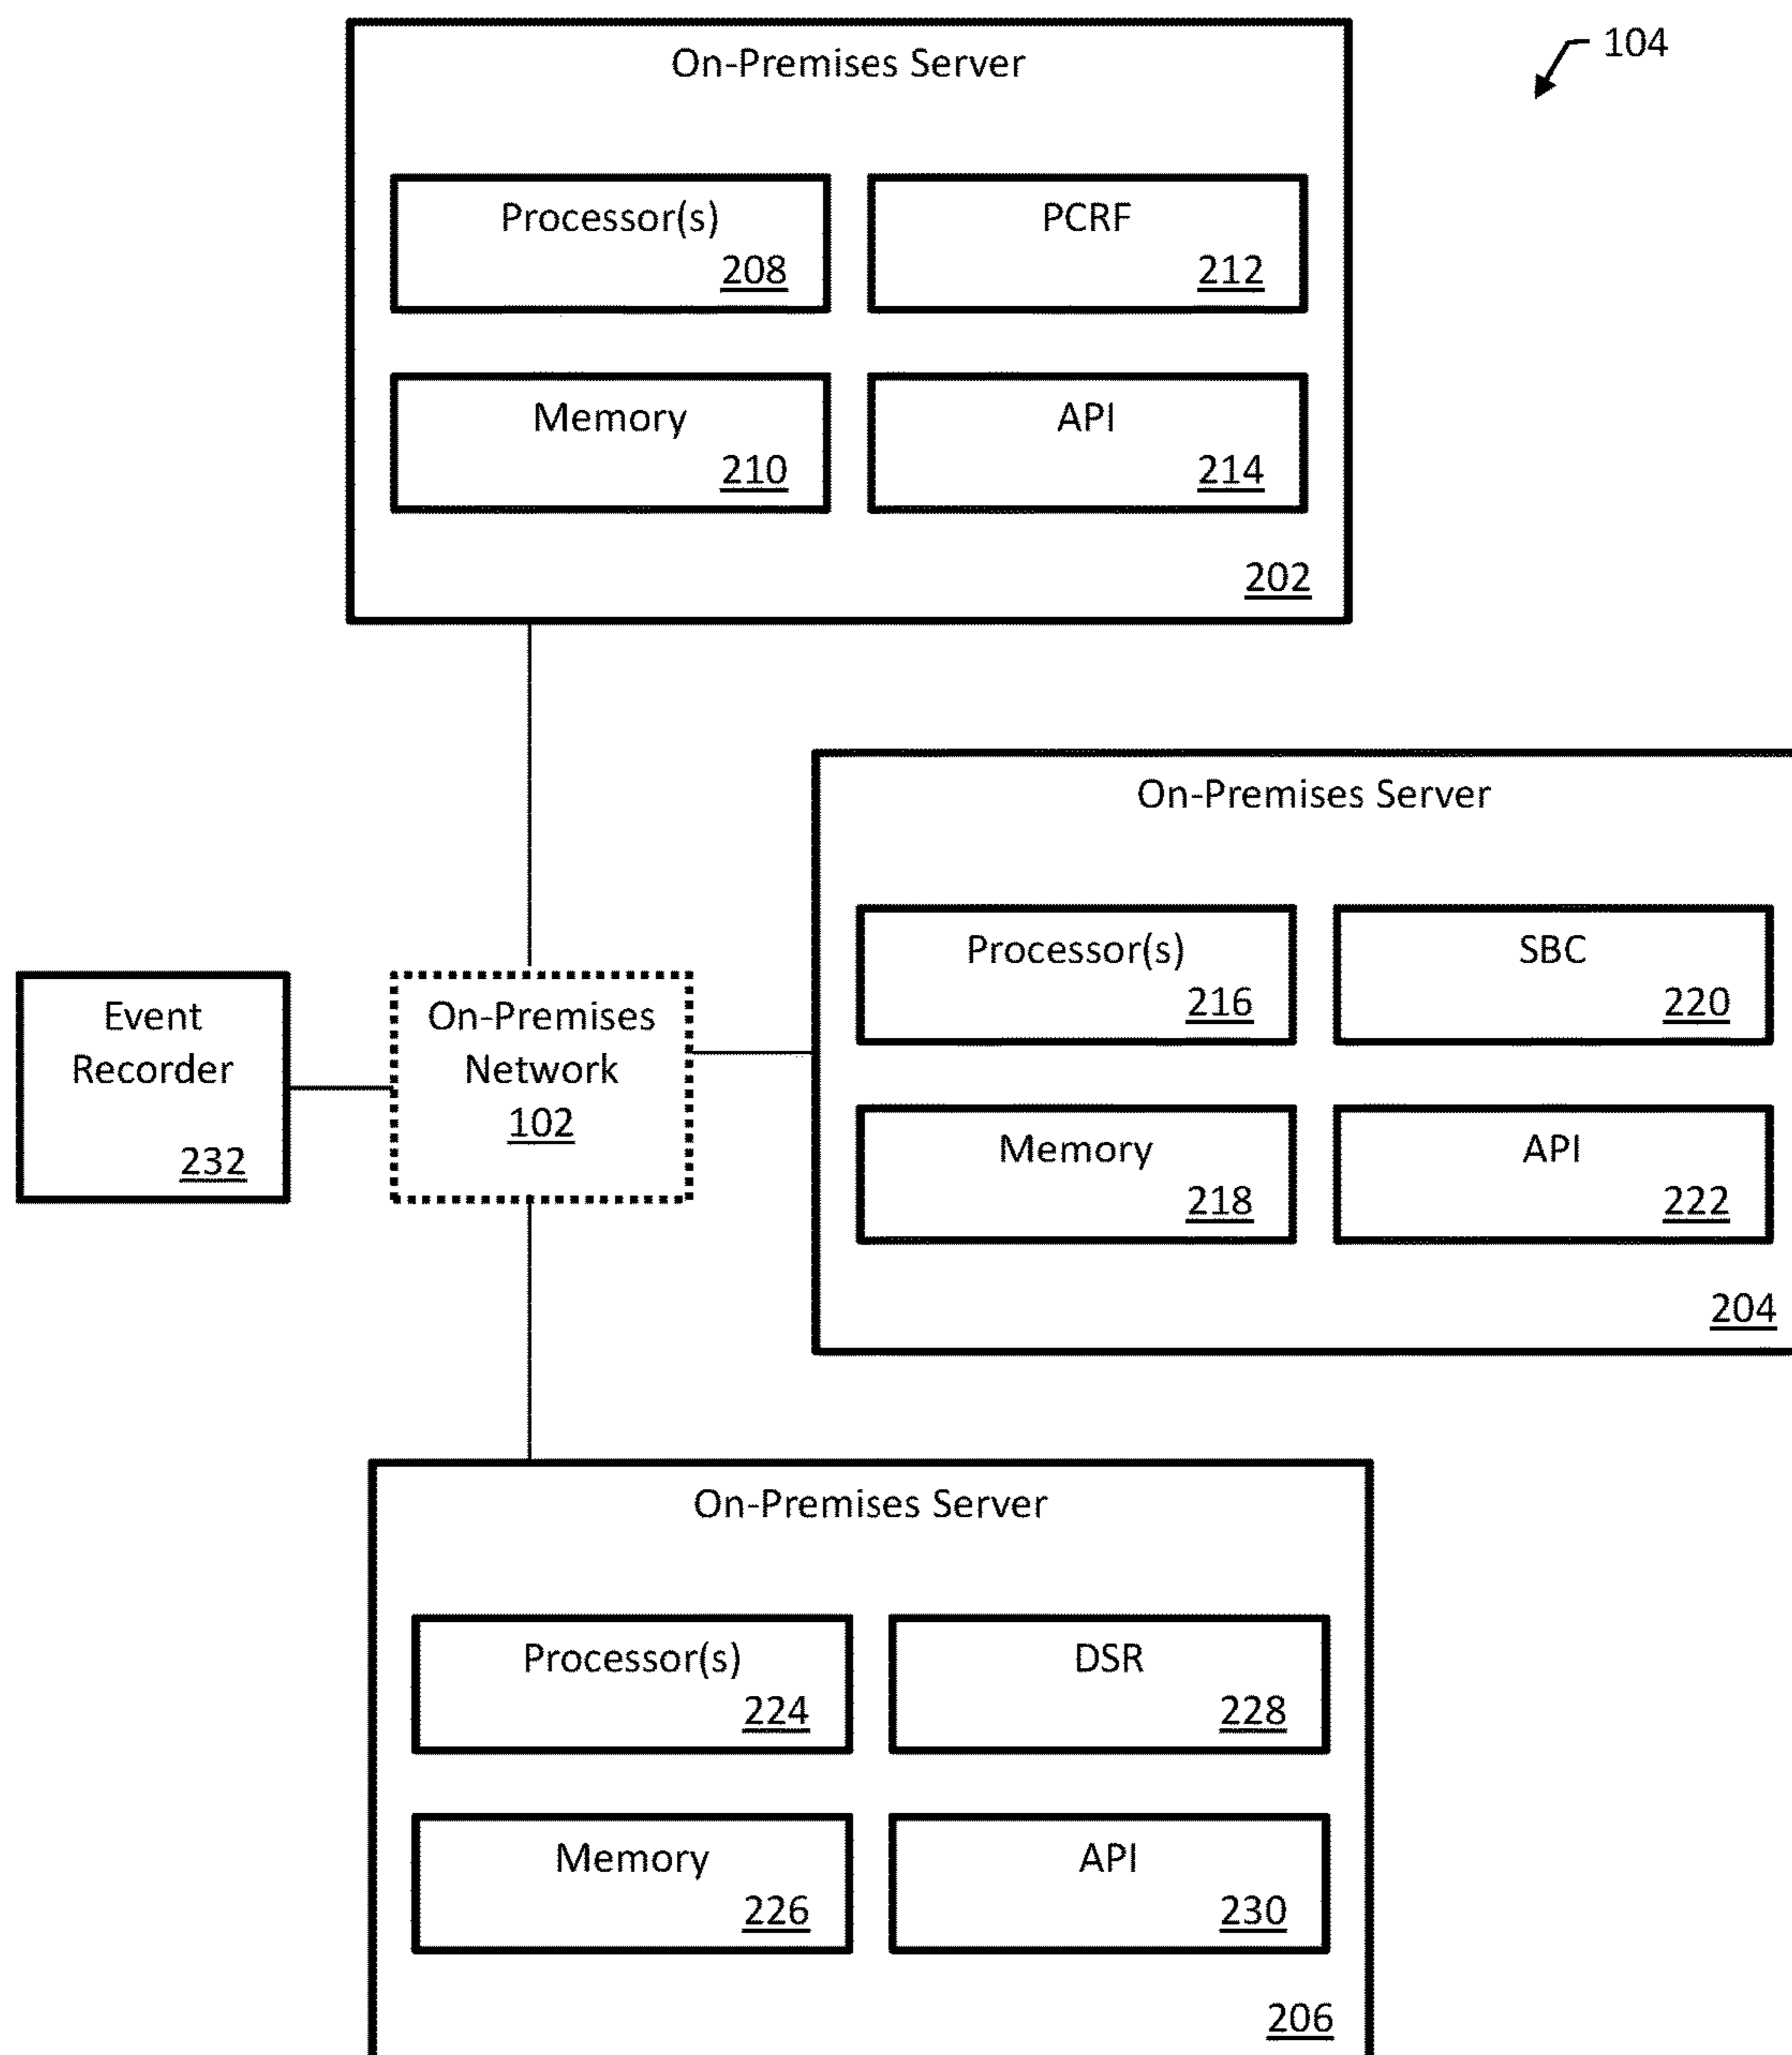 On-Premises Server
104
Processor(s)
208
PCRF
212
Memory
210
API
214
202
On-Premises Server
Processor(s)
216
SBC
220
Memory
218
API
222
204
Event
Recorder
232
On-Premises
Network
102
On-Premises Server
Processor(s)
224
DSR
228
Memory
226
API
230
206